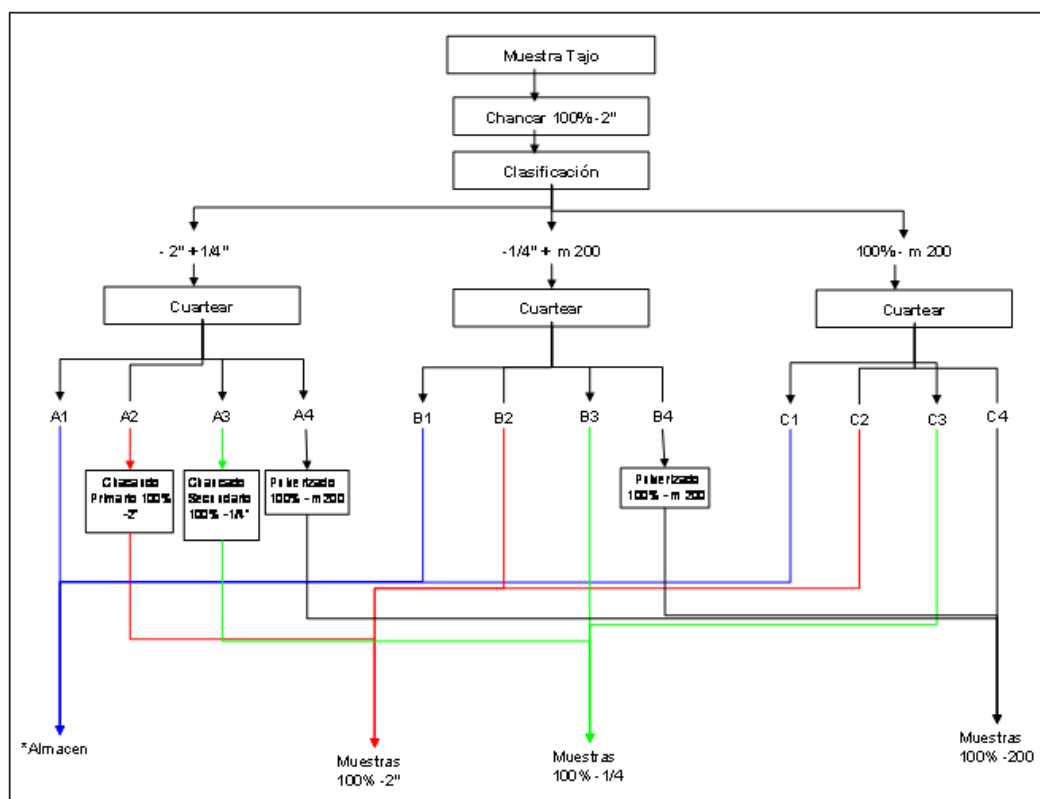 Muestra Tajo
Chancar 100% -2"
Clasificación
- 2" +1/4"
-1/4" + m 200
100% - m 200
Cuartear
Cuartear
Cuartear
A1
A2
A3
A4
B1
B2
B3
B4
C1
C2
C3
C4
Chacando
Primario 100%
-2"
Chancado
Secundario
100% -1/4"
Pulverizado
100% - m 200
Pulverizado
100% - m 200
*Almacen
Muestras
100% -2"
Muestras
100% - 1/4
Muestras
100% -200